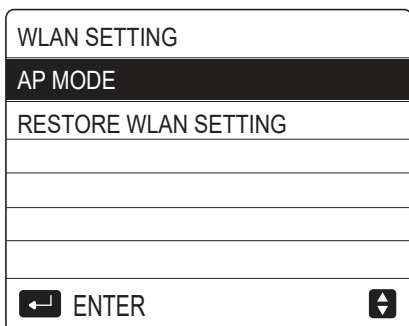 WLAN SETTING
AP MODE
RESTORE WLAN SETTING
ENTER